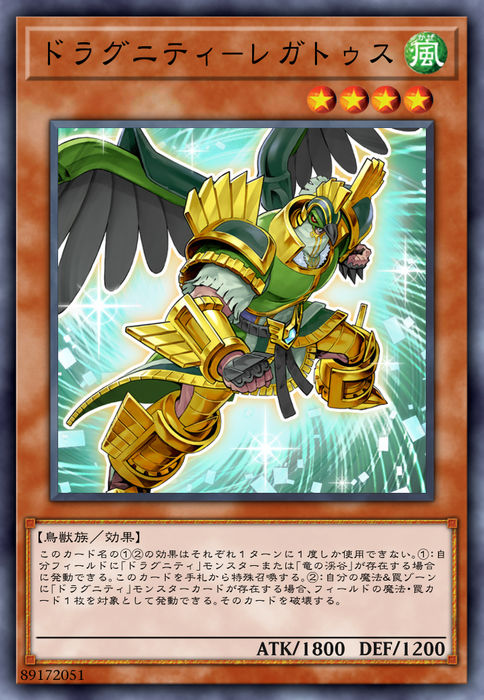 ドラグニティーレガトゥス
かぜ
風
【鳥獣族／効果】
このカード名の①②の効果はそれぞれ１ターンに１度しか使用できない。①：自
分フィールドに「ドラグニティ」モンスターまたは「竜の渓谷」が存在する場合
に発動できる。このカードを手札から特殊召喚する。②：自分の魔法&罠ゾーン
に「ドラグニティ」モンスターカードが存在する場合、フィールドの魔法・罠カ
ード１枚を対象として発動できる。そのカードを破壊する。
ATK/1800 DEF/1200
89172051